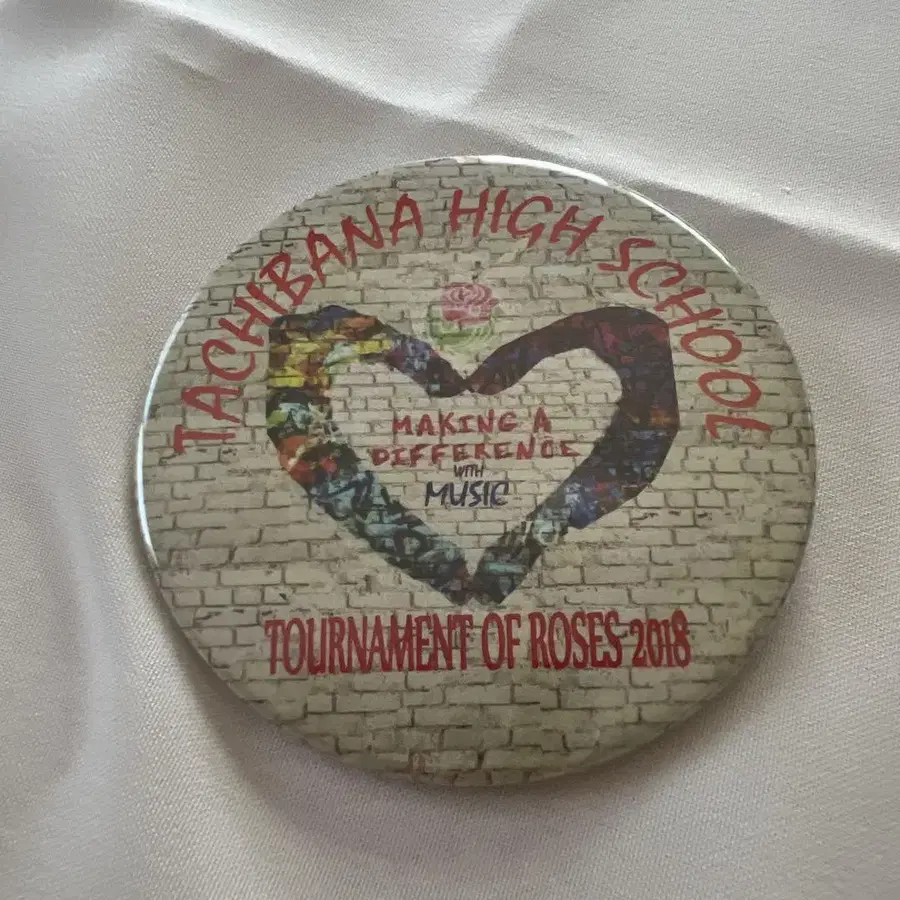 TACHIBANA HIGH SCHOOL
MAKING A
DIFFERENCE
WITH
MUSIC
TOURNAMENT OF ROSES 2018